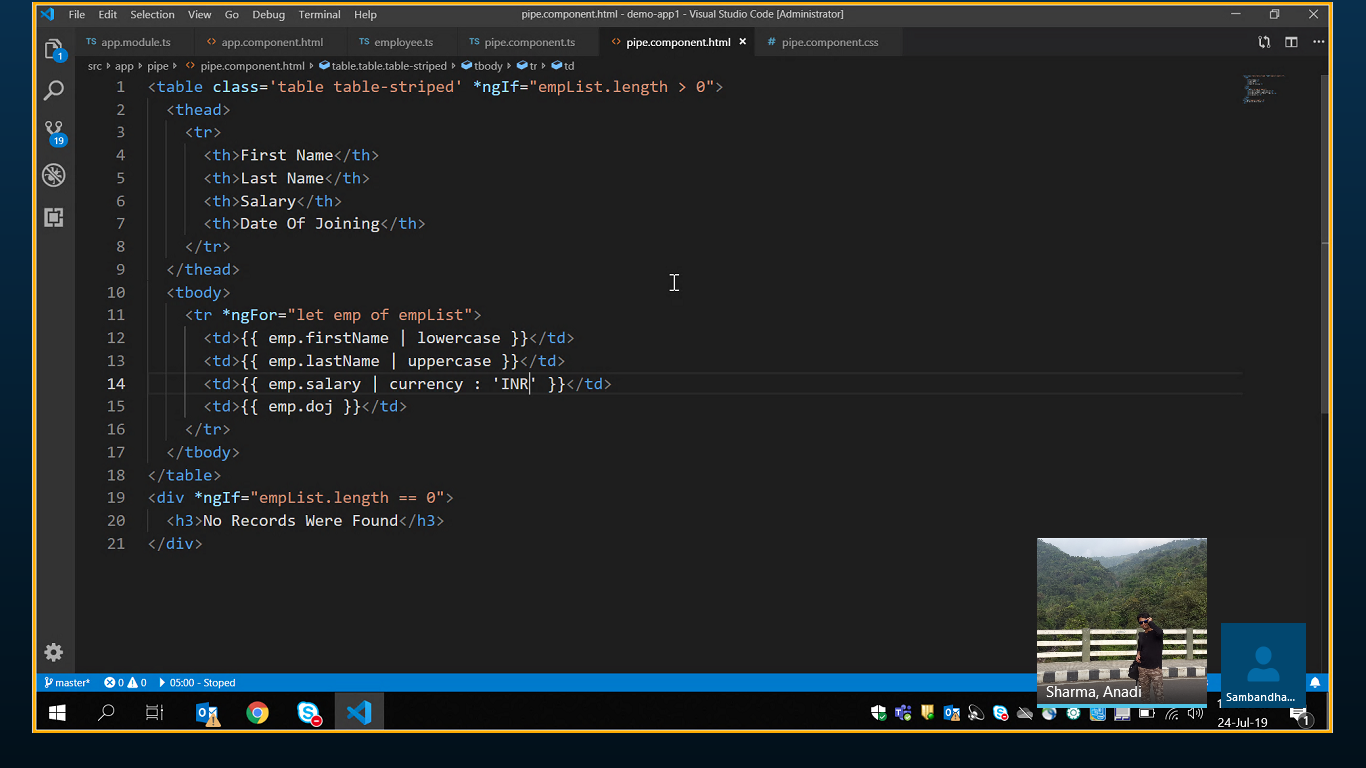 File Edit Selection View Go Debug Terminal Help pipe.component.html - demo-app1 - Visual Studio Code [Administrator]
TS app.module.ts <> app.component.html TS employee.ts TS pipe.component.ts <> pipe.component.html × # pipe.component.css
src › app › pipe › <> pipe.component.html › table.table.table-striped › tbody › tr › td
1 <table class='table table-striped' *ngIf="empList.length > 0">
2 <thead>
3 <tr>
4 <th>First Name</th>
5 <th>Last Name</th>
6 <th>Salary</th>
7 <th>Date Of Joining</th>
8 </tr>
9 </thead>
10 <tbody>
11 <tr *ngFor="let emp of empList">
12 <td>{{ emp.firstName | lowercase }}</td>
13 <td>{{ emp.lastName | uppercase }}</td>
14 <td>{{ emp.salary | currency : 'INR' }}</td>
15 <td>{{ emp.doj }}</td>
16 </tr>
17 </tbody>
18 </table>
19 <div *ngIf="empList.length == 0">
20 <h3>No Records Were Found</h3>
21 </div>
1
19
Sharma, Anadi
Sambandha...
master* 0 0 05:00 - Stoped
24-Jul-19
1